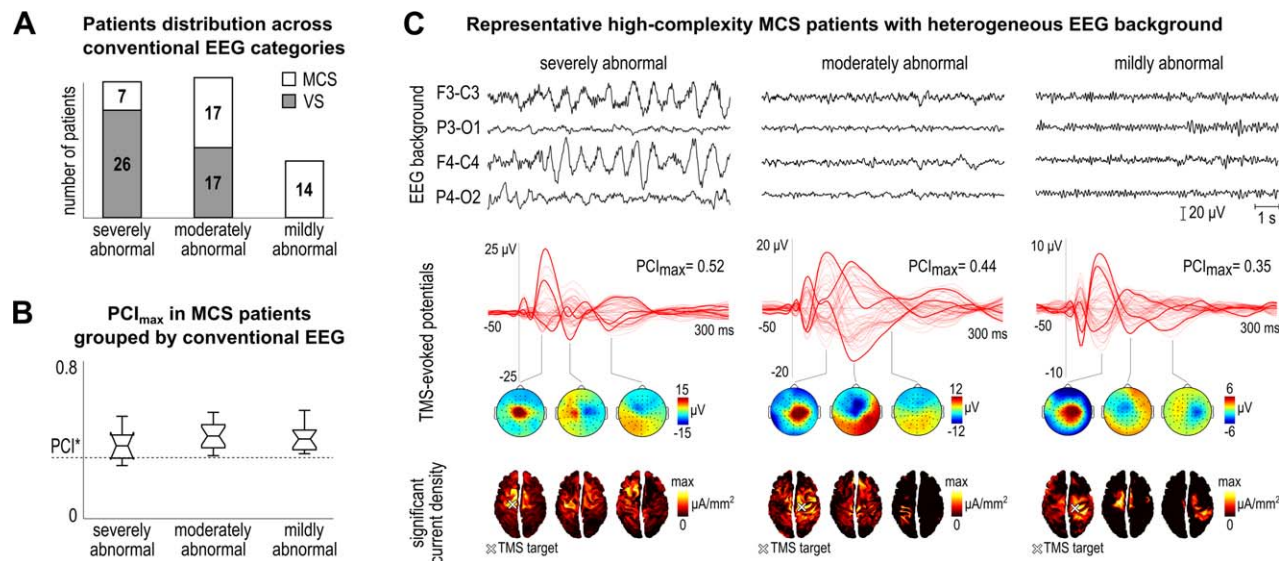 A
Patients distribution across
conventional EEG categories
number of patients
MCS
VS
7
26
17
17
14
severely
abnormal
moderately
abnormal
mildly
abnormal
B
PCImax in MCS patients
grouped by conventional EEG
0.8
PCI*
0
severely
abnormal
moderately
abnormal
mildly
abnormal
C
Representative high-complexity MCS patients with heterogeneous EEG background
severely abnormal
moderately abnormal
mildly abnormal
EEG background
F3-C3
P3-O1
F4-C4
P4-O2
20 µV
1 s
TMS-evoked potentials
25 µV
PCImax= 0.52
-50
300 ms
-25
15
µV
-15
20 µV
PCImax= 0.44
-50
300 ms
-20
12
µV
-12
10 µV
PCImax= 0.35
-50
300 ms
-10
6
µV
-6
significant
current density
max
µA/mm²
0
TMS target
max
µA/mm²
0
TMS target
max
µA/mm²
0
TMS target